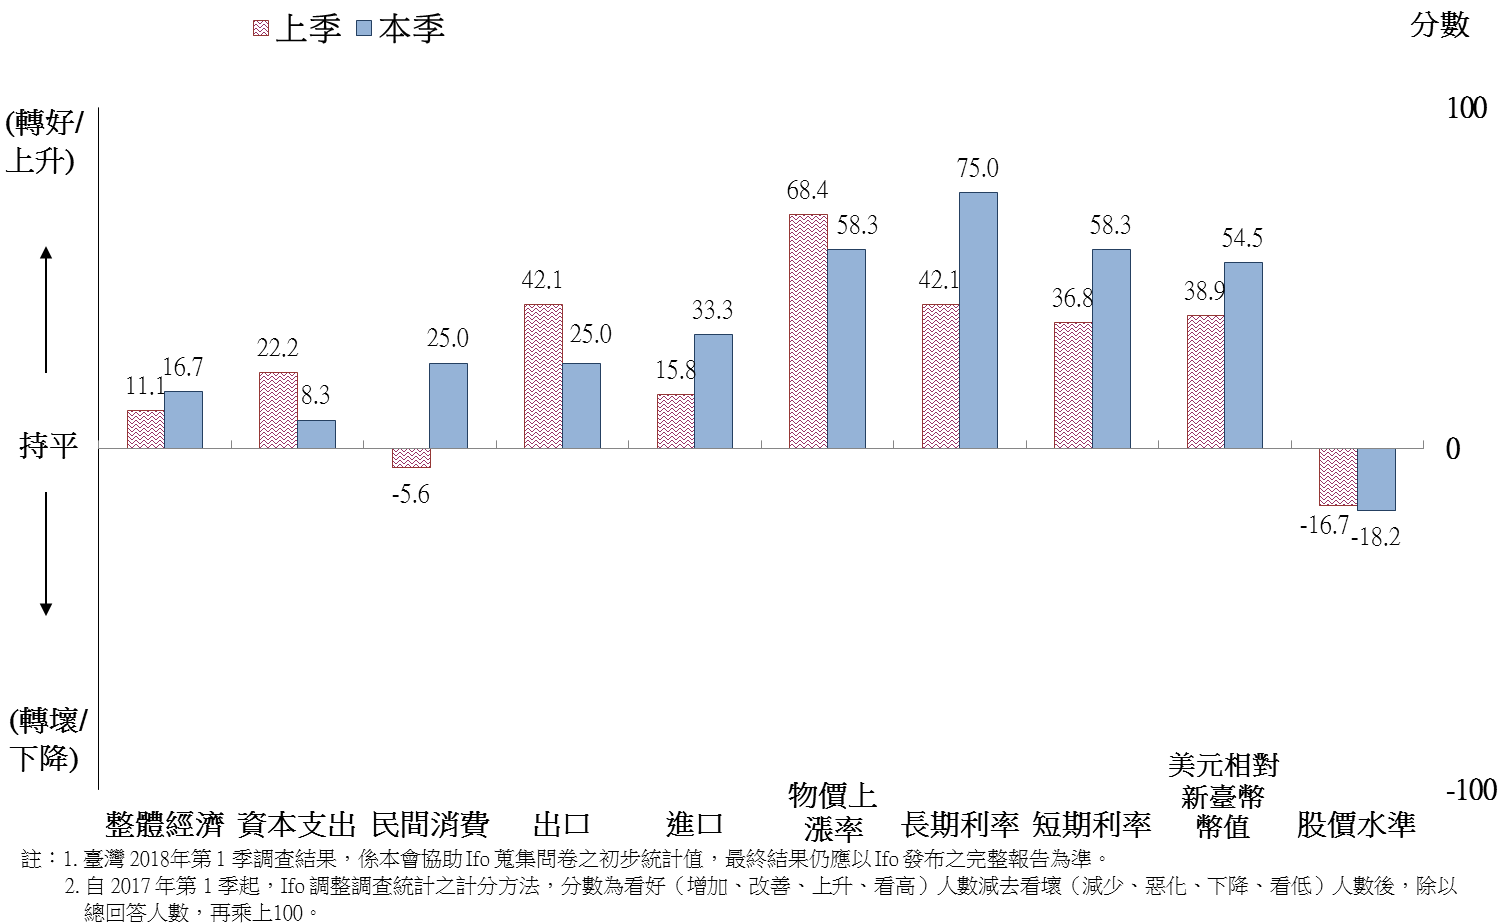 上季 本季
分數
(轉好/
上升)
持平
(轉壞/
下降)
100
0
-100
11.1
16.7
22.2
8.3
-5.6
25.0
42.1
25.0
15.8
33.3
68.4
58.3
42.1
75.0
36.8
58.3
38.9
54.5
-16.7
-18.2
整體經濟
資本支出
民間消費
出口
進口
物價上
漲率
長期利率
短期利率
美元相對
新臺幣
幣值
股價水準
註：1. 臺灣 2018年第 1 季調查結果，係本會協助 Ifo 蒐集問卷之初步統計值，最終結果仍應以 Ifo 發布之完整報告為準。
2. 自 2017 年第 1 季起，Ifo 調整調查統計之計分方法，分數為看好（增加、改善、上升、看高）人數減去看壞（減少、惡化、下降、看低）人數後，除以
總回答人數，再乘上100。